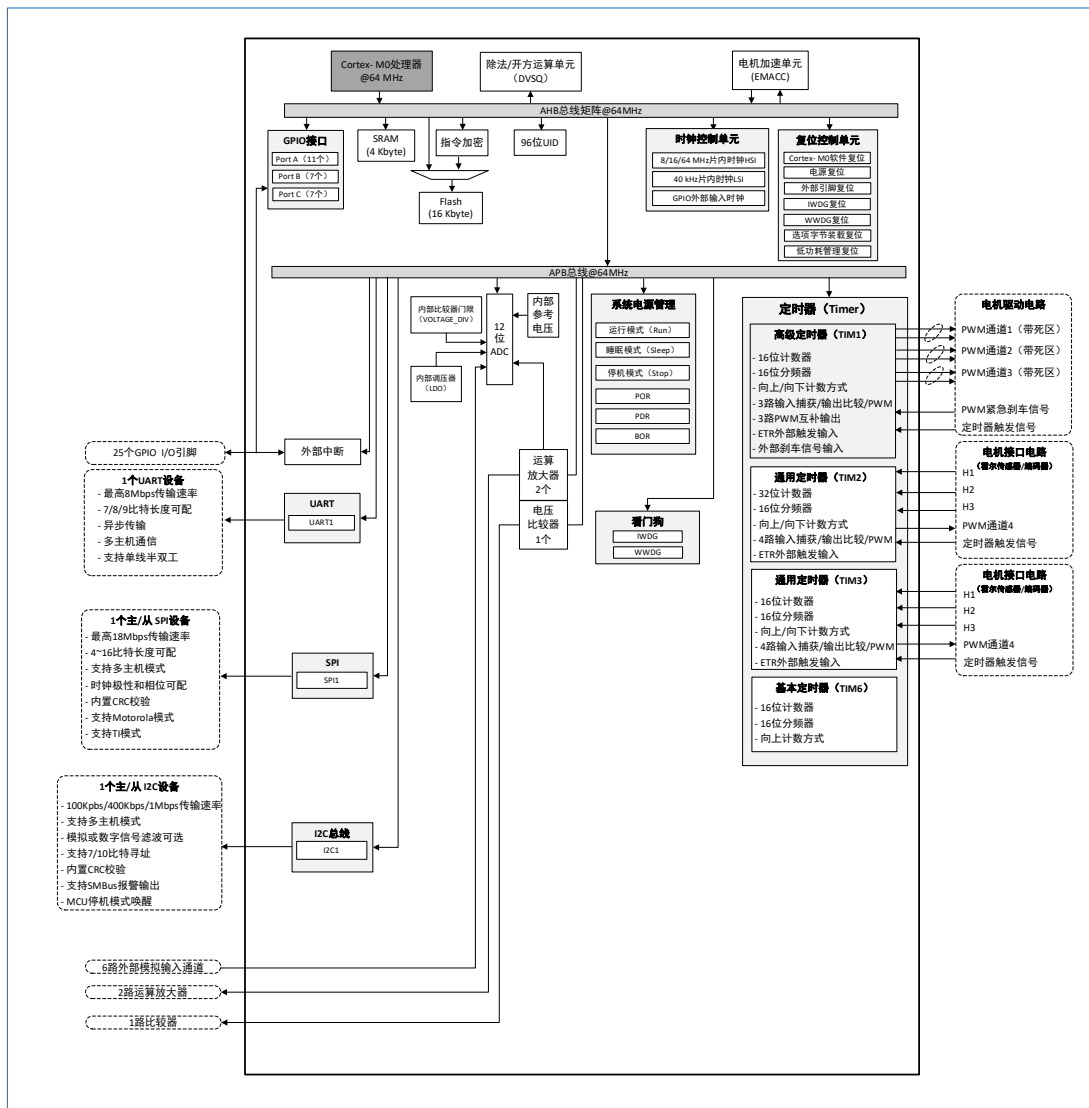 Cortex- M0处理器
@64 MHz
除法/开方运算单元
（DVSQ）
电机加速单元
(EMACC)
AHB总线矩阵@64MHz
GPIO接口
Port A（11个）
Port B（7个）
Port C（7个）
SRAM
(4 Kbyte)
指令加密
96位UID
Flash
(16 Kbyte)
时钟控制单元
8/16/64 MHz片内时钟HSI
40 kHz片内时钟LSI
GPIO外部输入时钟
复位控制单元
Cortex- M0软件复位
电源复位
外部引脚复位
IWDG复位
WWDG复位
选项字节装载复位
低功耗管理复位
APB总线@64MHz
内部比较器门限
（VOLTAGE_DIV）
内部调压器
（LDO）
12
位
ADC
内部
参考
电压
系统电源管理
运行模式（Run）
睡眠模式（Sleep）
停机模式（Stop）
POR
PDR
BOR
定时器（Timer）
高级定时器（TIM1）
- 16位计数器
- 16位分频器
- 向上/向下计数方式
- 3路输入捕获/输出比较/PWM
- 3路PWM互补输出
- ETR外部触发输入
- 外部刹车信号输入
电机驱动电路
PWM通道1（带死区）
PWM通道2（带死区）
PWM通道3（带死区）
PWM紧急刹车信号
定时器触发信号
25个GPIO I/O引脚
外部中断
1个UART设备
- 最高8Mbps传输速率
- 7/8/9比特长度可配
- 异步传输
- 多主机通信
- 支持单线半双工
UART
UART1
运算
放大器
2个
电压
比较器
1个
看门狗
IWDG
WWDG
通用定时器（TIM2）
- 32位计数器
- 16位分频器
- 向上/向下计数方式
- 4路输入捕获/输出比较/PWM
- ETR外部触发输入
电机接口电路
（霍尔传感器/编码器）
H1
H2
H3
PWM通道4
定时器触发信号
通用定时器（TIM3）
- 16位计数器
- 16位分频器
- 向上/向下计数方式
- 4路输入捕获/输出比较/PWM
- ETR外部触发输入
电机接口电路
（霍尔传感器/编码器）
H1
H2
H3
PWM通道4
定时器触发信号
1个主/从 SPI设备
- 最高18Mbps传输速率
- 4~16比特长度可配
- 支持多主机模式
- 时钟极性和相位可配
- 内置CRC校验
- 支持Motorola模式
- 支持TI模式
SPI
SPI1
基本定时器（TIM6）
- 16位计数器
- 16位分频器
- 向上计数方式
1个主/从 I2C设备
- 100Kpbs/400Kbps/1Mbps传输速率
- 支持多主机模式
- 模拟或数字信号滤波可选
- 支持7/10比特寻址
- 内置CRC校验
- 支持SMBus报警输出
- MCU停机模式唤醒
I2C总线
I2C1
6路外部模拟输入通道
2路运算放大器
1路比较器